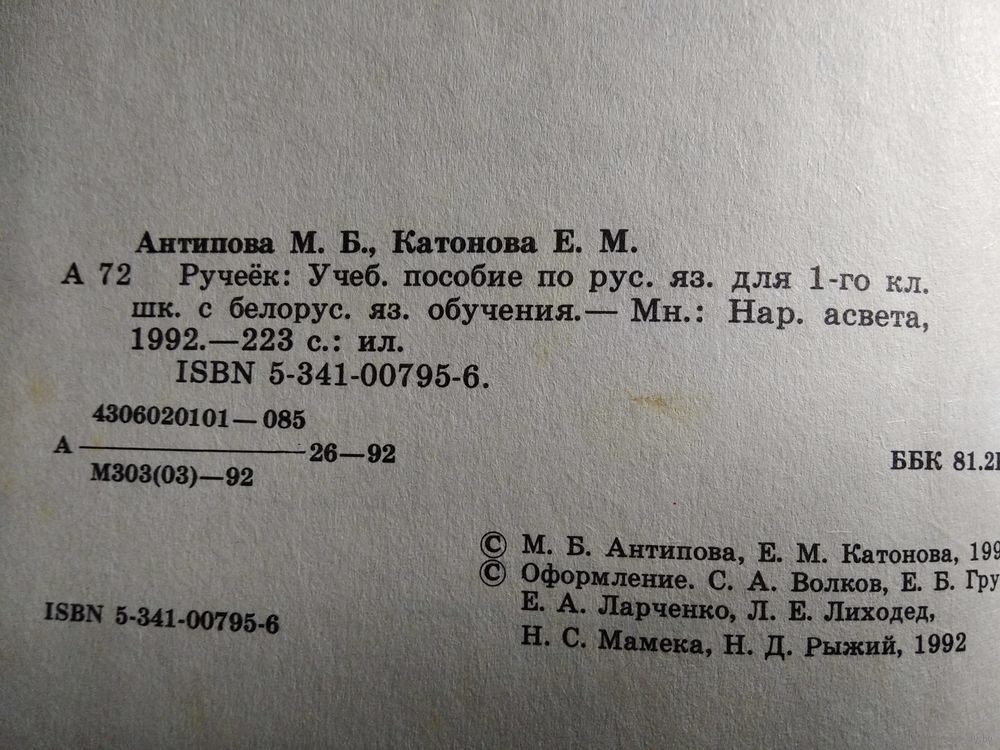 Антипова М. Б., Катонова Е. М.
А 72 Ручеёк: Учеб. пособие по рус. яз. для 1-го кл.
шк. с белорус. яз. обучения.— Мн.: Нар. асвета,
1992.—223 с.: ил.
ISBN 5-341-00795-6.
4306020101—085
А ———— 26—92
М303(03)—92
ББК 81.2
© М. Б. Антипова, Е. М. Катонова, 199
© Оформление. С. А. Волков, Е. Б. Гру
Е. А. Ларченко, Л. Е. Лиходед,
Н. С. Мамека, Н. Д. Рыжий, 1992
ISBN 5-341-00795-6